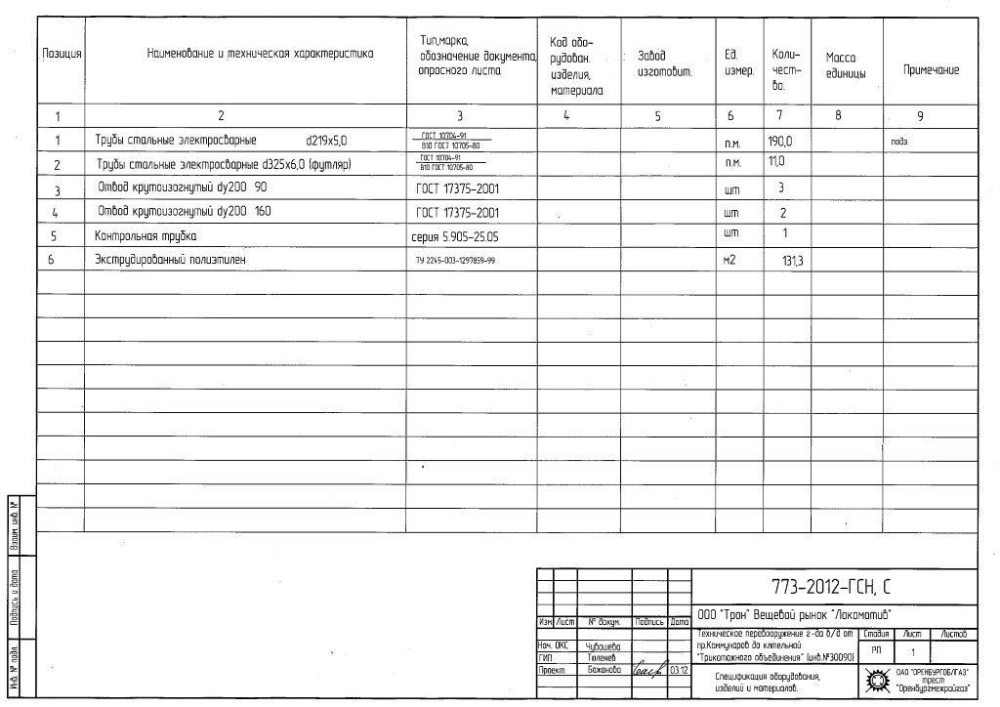 Позиция
Наименование и техническая характеристика
Тип,марка,
обозначение документа,
опросного листа
Код обо-
рудован.
изделия,
материала
Завод
изготовит.
Ед.
измер.
Коли-
чест-
во.
Масса
единицы
Примечание
1 2 3 4 5 6 7 8 9
1 Трубы стальные электросварные d219x5,0 ГОСТ 10704-91 п.м. 190,0 подз
В10 ГОСТ 10705-80
2 Трубы стальные электросварные d325x6,0 (футляр) ГОСТ 10704-91 п.м. 11,0
В10 ГОСТ 10705-80
3 Отвод крутоизогнутый dу200 90 ГОСТ 17375-2001 шт 3
4 Отвод крутоизогнутый dу200 160 ГОСТ 17375-2001 шт 2
5 Контрольная трубка серия 5.905-25.05 шт 1
6 Экструдированный полиэтилен ТУ 2245-003-1297859-99 м2 131,3
Взаим. инв. №
Подпись и дата
Инв. № подл.
773-2012-ГСН, С
ООО "Трон" Вещевой рынок "Локомотив"
Изм. Лист № докум. Подпись Дата
Нач. ОКС Чувашева
ГИП Тюленев
Проект. Бажанова 03.12
Техническое перевооружение г-да б/д от
пр.Коммунаров до клтельной
"Трикотажного объединения" (инв.№30090)
Стадия Лист Листов
РП 1
Спецификация оборудования,
изделий и материалов.
ОАО "ОРЕНБУРГОБЛГАЗ"
трест
"Оренбургмежрайгаз"